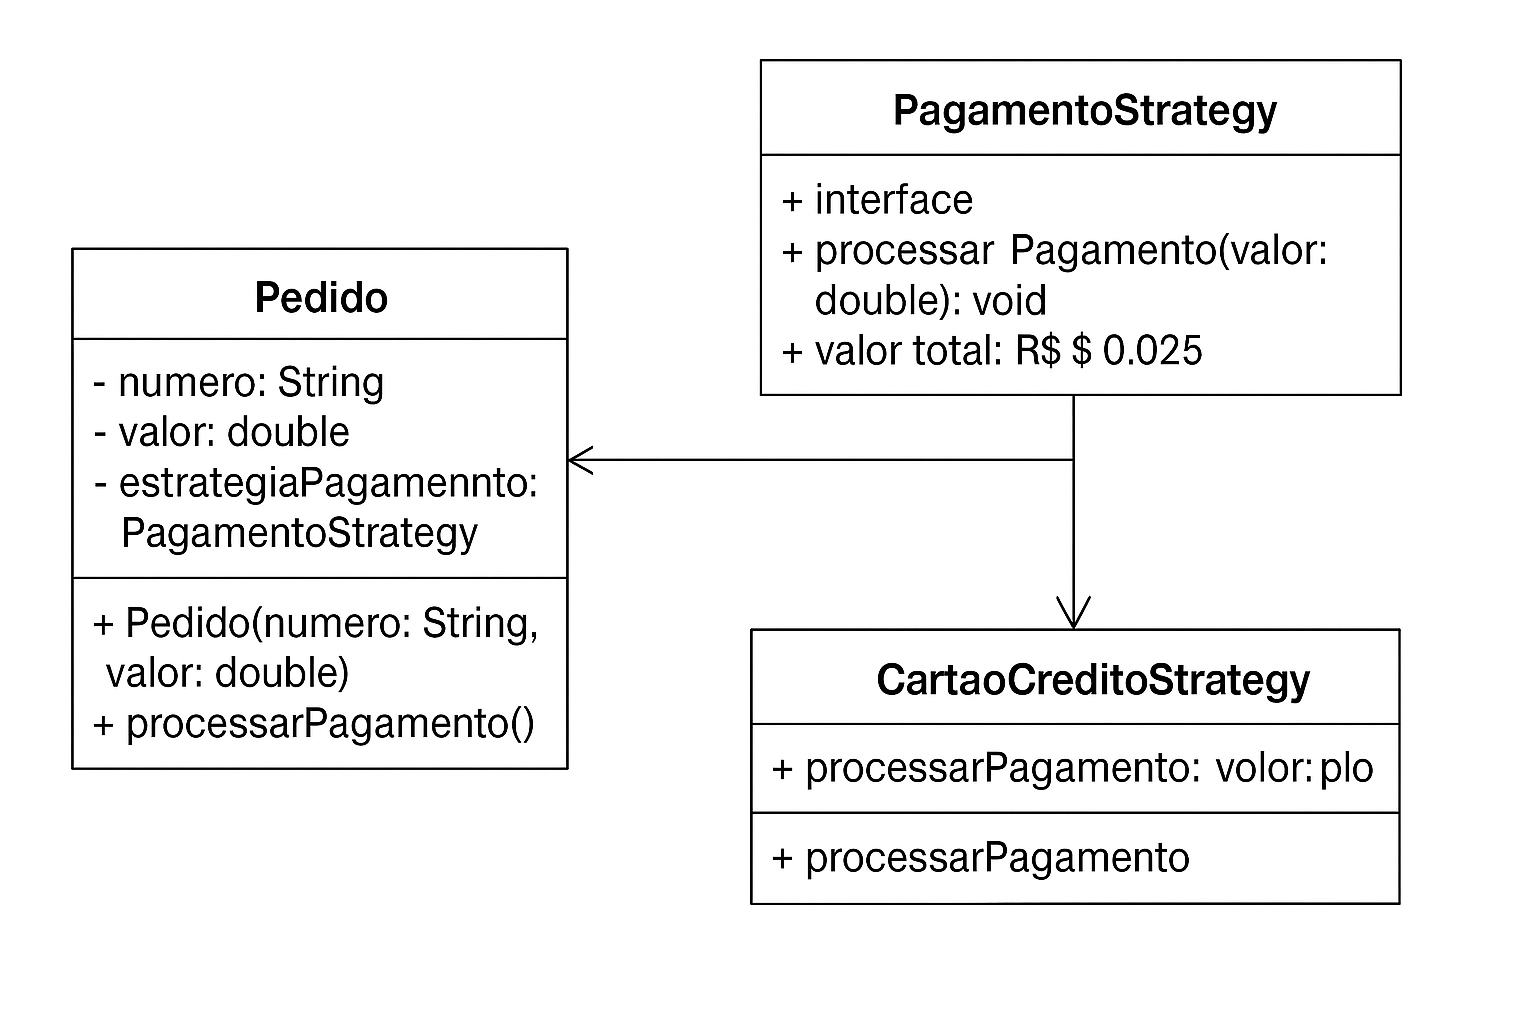 PagamentoStrategy
+ interface
+ processar Pagamento(valor:
double): void
+ valor total: R$ $ 0.025
Pedido
- numero: String
- valor: double
- estrategiaPagamennto:
PagamentoStrategy
+ Pedido(numero: String,
valor: double)
+ processarPagamento()
CartaoCreditoStrategy
+ processarPagamento: volor: plo
+ processarPagamento